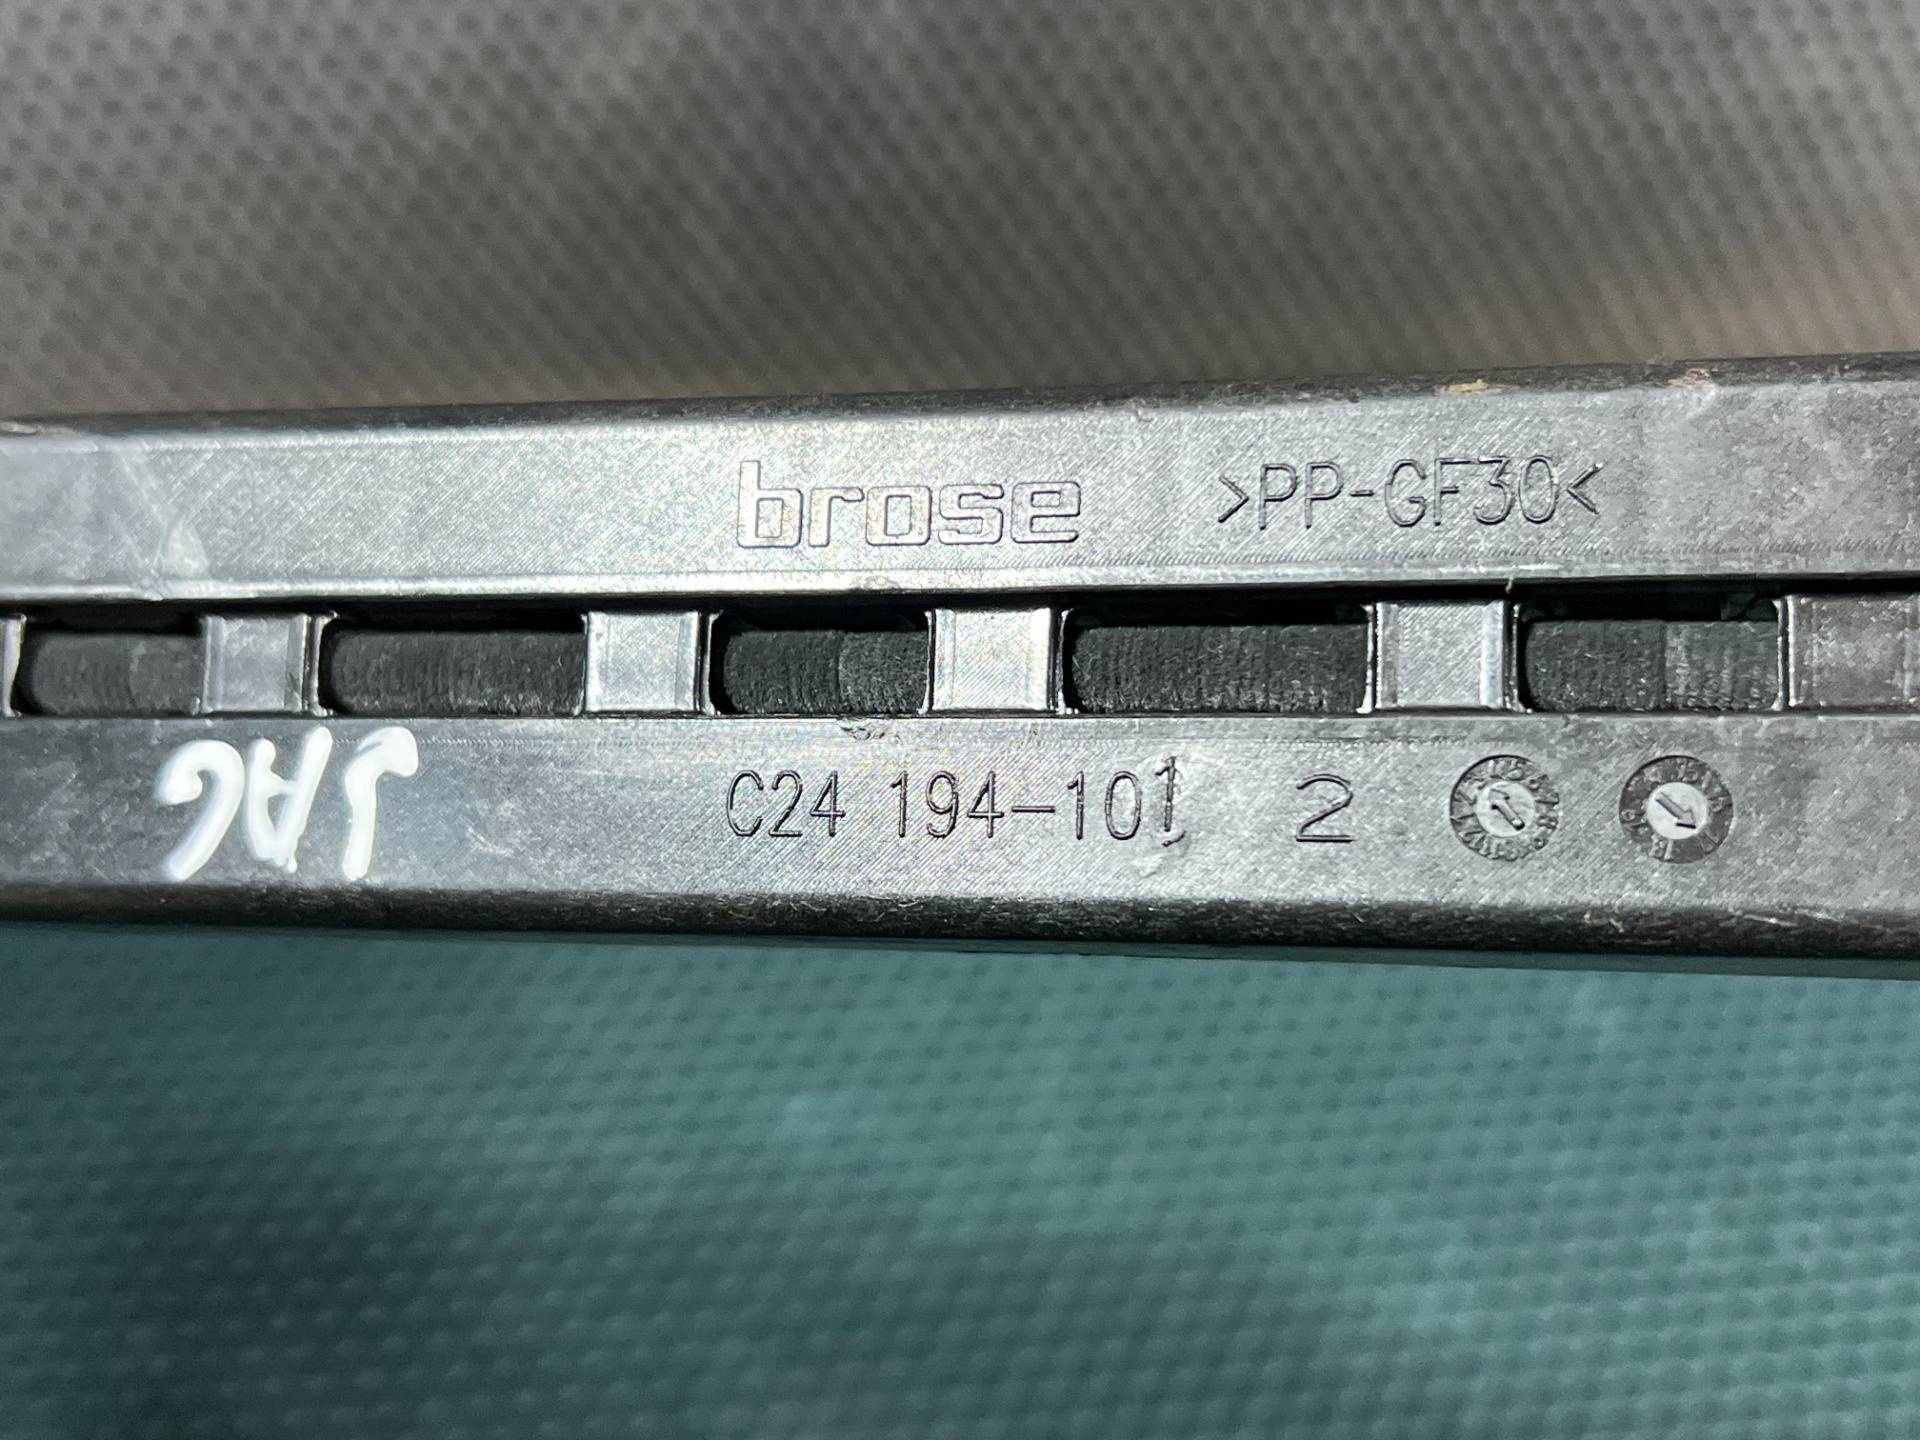 brose >PP-GF30<
C24 194-101 2
JAG